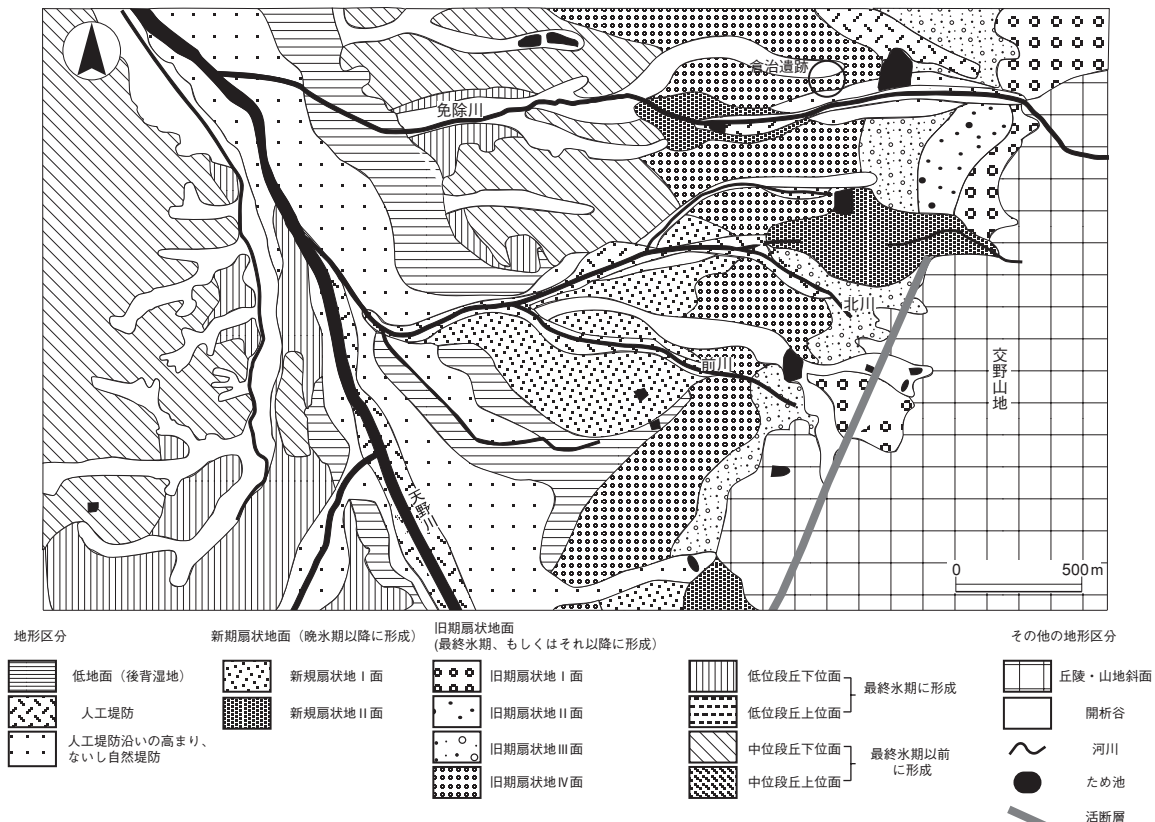 倉治遺跡
免除川
北川
前川
交野山地
天野川
0 500m
地形区分
低地面（後背湿地）
人工堤防
人工堤防沿いの高まり、
ないし自然堤防
新期扇状地面（晩氷期以降に形成）
新規扇状地Ⅰ面
新規扇状地Ⅱ面
旧期扇状地面
(最終氷期、もしくはそれ以降に形成)
旧期扇状地Ⅰ面
旧期扇状地Ⅱ面
旧期扇状地Ⅲ面
旧期扇状地Ⅳ面
低位段丘下位面
低位段丘上位面
最終氷期に形成
中位段丘下位面
中位段丘上位面
最終氷期以前
に形成
その他の地形区分
丘陵・山地斜面
開析谷
河川
ため池
活断層